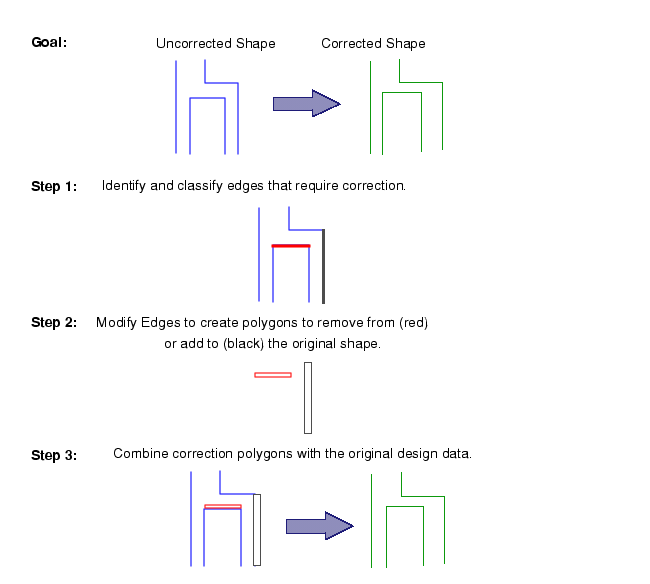 Goal:
Uncorrected Shape
Corrected Shape
Step 1: Identify and classify edges that require correction.
Step 2: Modify Edges to create polygons to remove from (red)
or add to (black) the original shape.
Step 3: Combine correction polygons with the original design data.